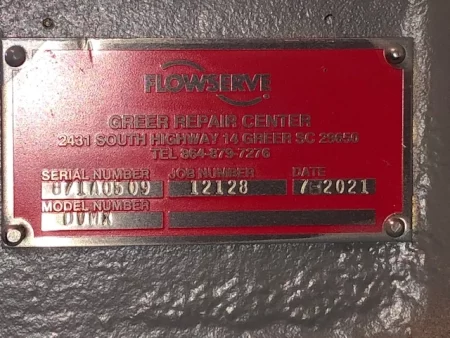 FLOWSERVE
GREER REPAIR CENTER
2431 SOUTH HIGHWAY 14 GREER SC 29650
TEL 864-879-7276
SERIAL NUMBER JOB NUMBER DATE
871A0509 12128 7-2021
MODEL NUMBER